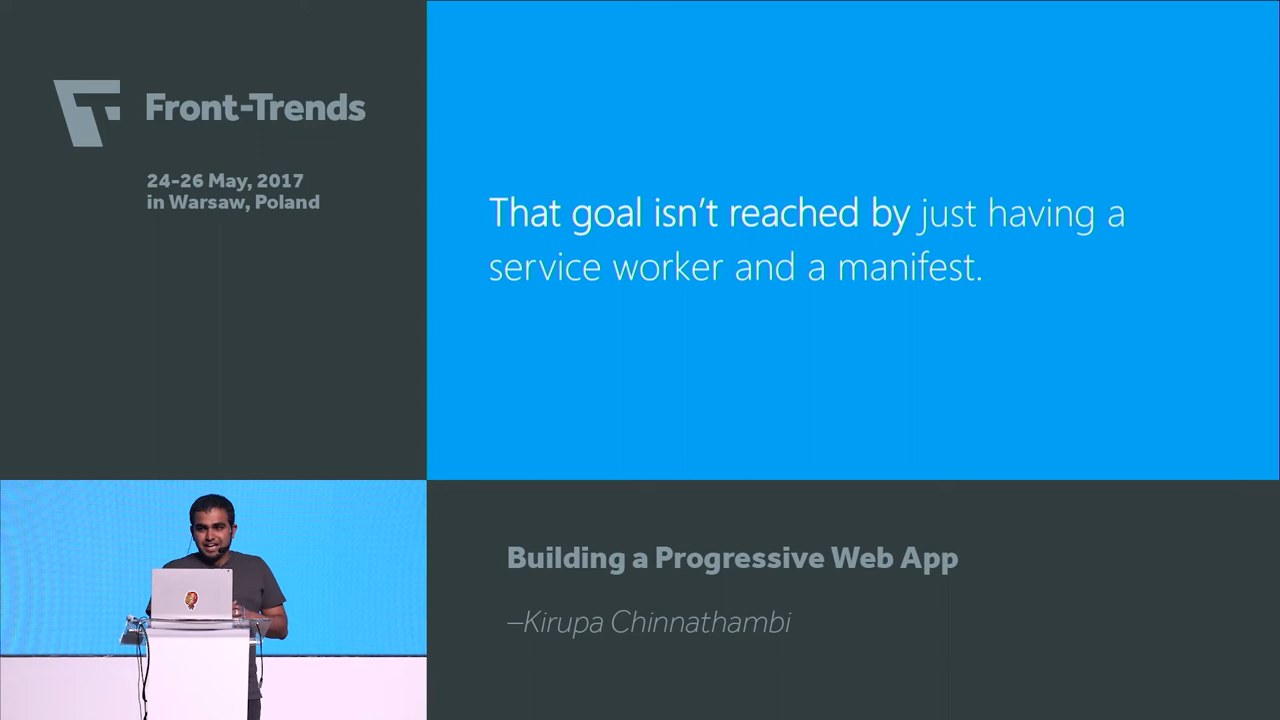 Front-Trends
24-26 May, 2017
in Warsaw, Poland
That goal isn't reached by just having a
service worker and a manifest.
Building a Progressive Web App
–Kirupa Chinnathambi